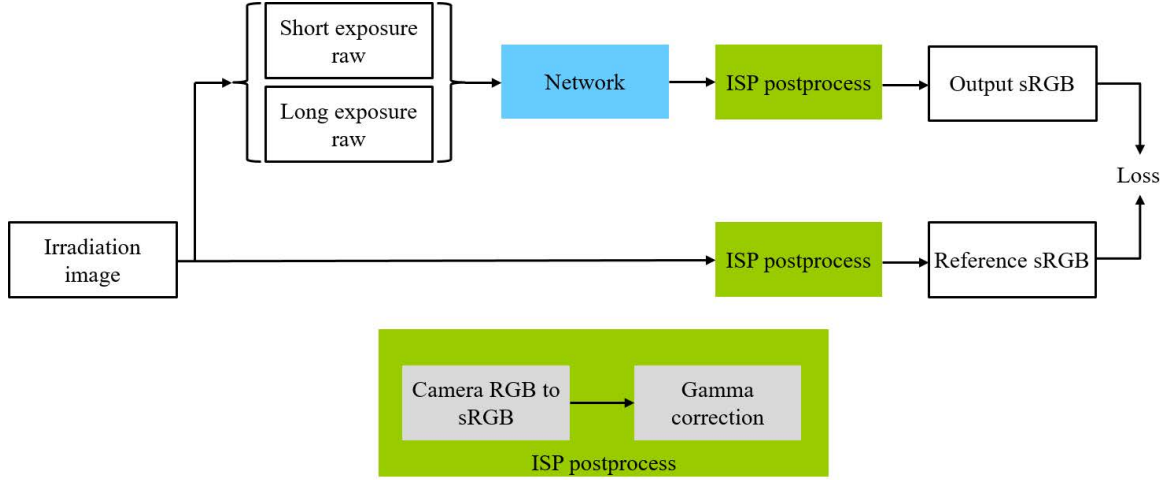 Short exposure
raw
Long exposure
raw
Network
ISP postprocess
Output sRGB
Loss
Irradiation
image
ISP postprocess
Reference sRGB
Camera RGB to
sRGB
Gamma
correction
ISP postprocess